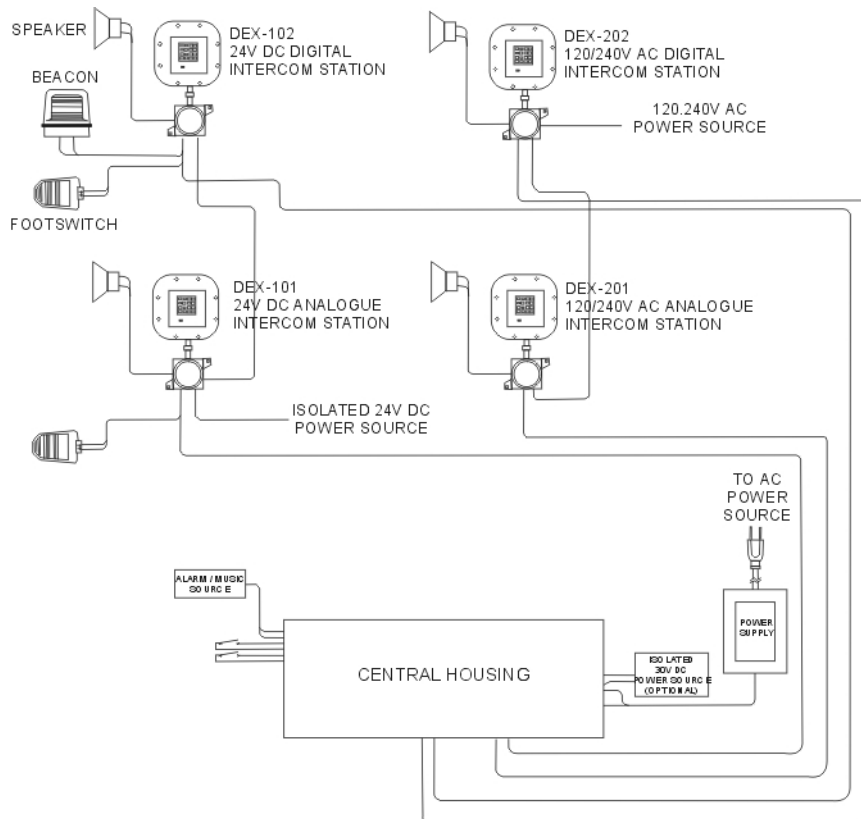 SPEAKER
DEX-102
24V DC DIGITAL
INTERCOM STATION
DEX-202
120/240V AC DIGITAL
INTERCOM STATION
BEACON
120.240V AC
POWER SOURCE
FOOTSWITCH
DEX-101
24V DC ANALOGUE
INTERCOM STATION
DEX-201
120/240V AC ANALOGUE
INTERCOM STATION
ISOLATED 24V DC
POWER SOURCE
TO AC
POWER
SOURCE
ALARM / MUSIC
SOURCE
POWER
SUPPLY
CENTRAL HOUSING
ISOLATED
30V DC
POWER SOURCE
(OPTIONAL)